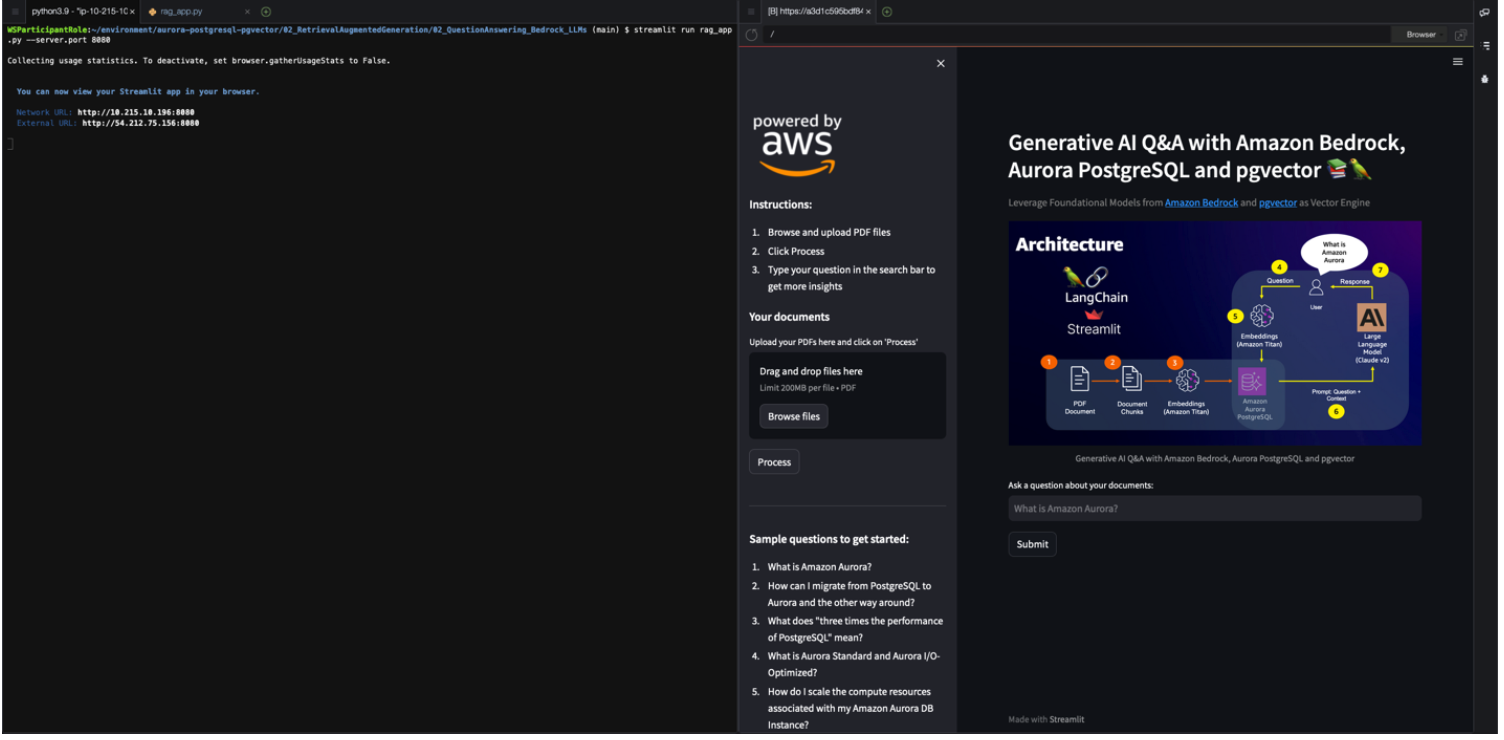 python3.9 - "ip-10-215-10
rag_app.py
WSParticipantRole:~/environment/aurora-postgresql-pgvector/02_RetrievalAugmentedGeneration/02_QuestionAnswering_Bedrock_LLMs (main) $ streamlit run rag_app
.py --server.port 8080
Collecting usage statistics. To deactivate, set browser.gatherUsageStats to False.
You can now view your Streamlit app in your browser.
Network URL: http://10.215.10.196:8080
External URL: http://54.212.75.156:8080
[B] https://a3d1c595bdf84
/
Browser
powered by
aws
Instructions:
1. Browse and upload PDF files
2. Click Process
3. Type your question in the search bar to
get more insights
Your documents
Upload your PDFs here and click on 'Process'
Drag and drop files here
Limit 200MB per file • PDF
Browse files
Process
Sample questions to get started:
1. What is Amazon Aurora?
2. How can I migrate from PostgreSQL to
Aurora and the other way around?
3. What does "three times the performance
of PostgreSQL" mean?
4. What is Aurora Standard and Aurora I/O-
Optimized?
5. How do I scale the compute resources
associated with my Amazon Aurora DB
Instance?
Generative AI Q&A with Amazon Bedrock,
Aurora PostgreSQL and pgvector
Leverage Foundational Models from Amazon Bedrock and pgvector as Vector Engine
Architecture
LangChain
Streamlit
What is
Amazon
Aurora
4
Question
7
Response
User
5
Embeddings
(Amazon Titan)
AI
Large
Language
Model
(Claude v2)
1
2
3
PDF
Document
Document
Chunks
Embeddings
(Amazon Titan)
Amazon
Aurora
PostgreSQL
Prompt: Question +
Context
6
Generative AI Q&A with Amazon Bedrock, Aurora PostgreSQL and pgvector
Ask a question about your documents:
What is Amazon Aurora?
Submit
Made with Streamlit